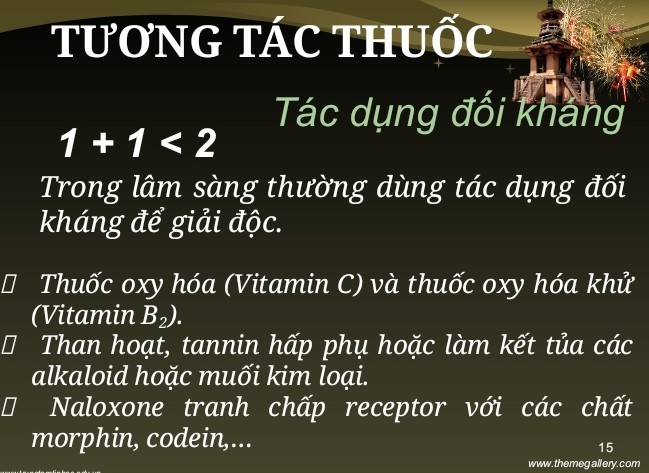 TƯƠNG TÁC THUỐC
Tác dụng đối kháng
1 + 1 < 2
Trong lâm sàng thường dùng tác dụng đối
kháng để giải độc.
Thuốc oxy hóa (Vitamin C) và thuốc oxy hóa khử
(Vitamin B₂).
Than hoạt, tannin hấp phụ hoặc làm kết tủa các
alkaloid hoặc muối kim loại.
Naloxone tranh chấp receptor với các chất
morphin, codein,...
15
www.themegallery.com